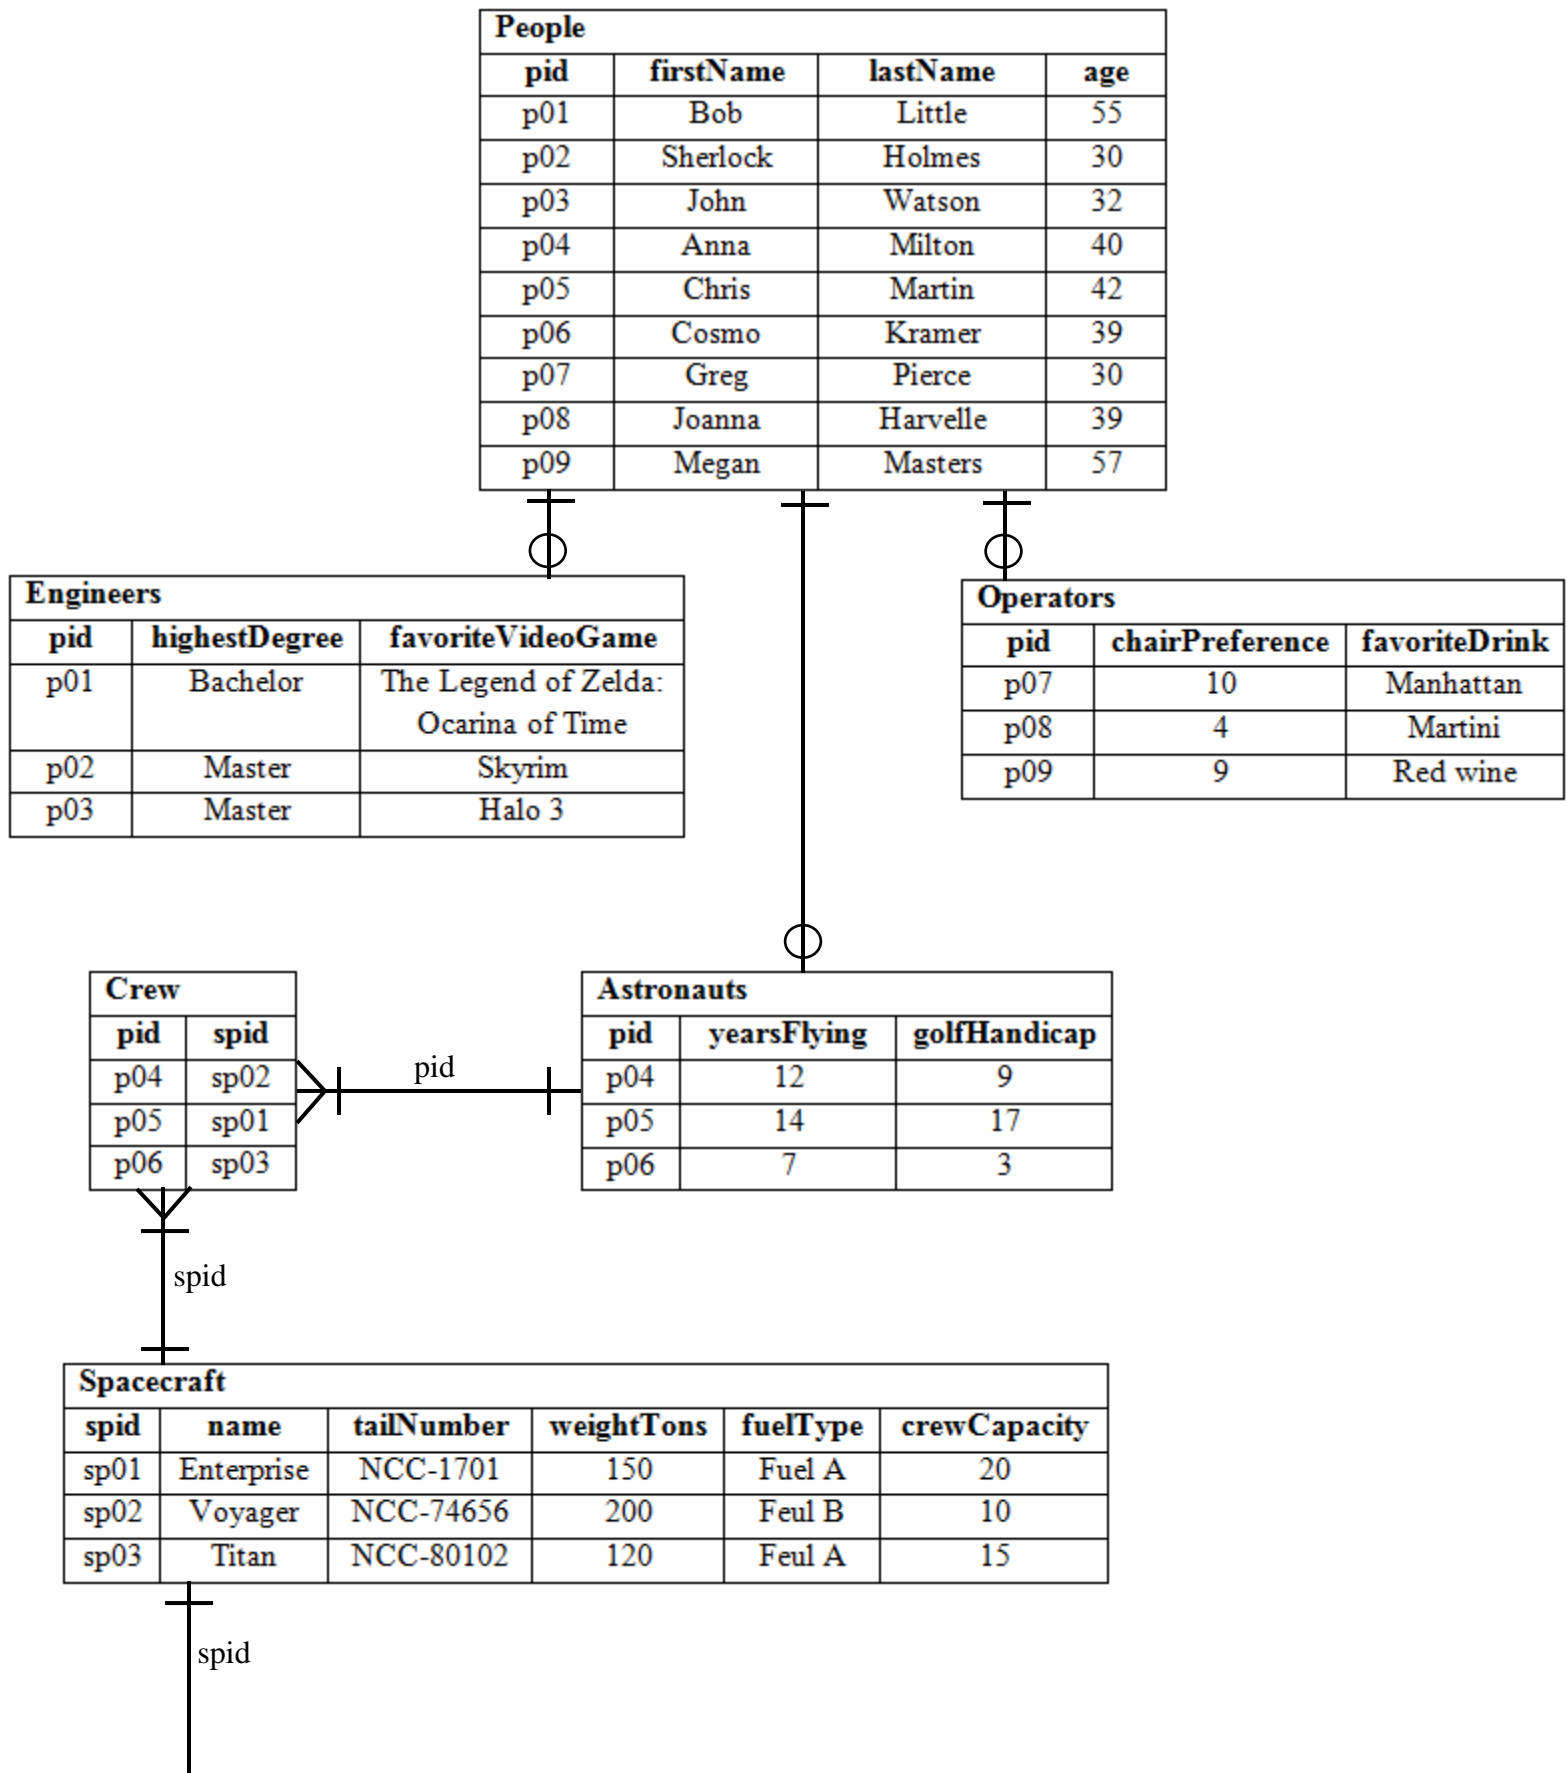 People
pid firstName lastName age
p01 Bob Little 55
p02 Sherlock Holmes 30
p03 John Watson 32
p04 Anna Milton 40
p05 Chris Martin 42
p06 Cosmo Kramer 39
p07 Greg Pierce 30
p08 Joanna Harvelle 39
p09 Megan Masters 57
Engineers
pid highestDegree favoriteVideoGame
p01 Bachelor The Legend of Zelda:
Ocarina of Time
p02 Master Skyrim
p03 Master Halo 3
Operators
pid chairPreference favoriteDrink
p07 10 Manhattan
p08 4 Martini
p09 9 Red wine
Crew
pid spid
p04 sp02
p05 sp01
p06 sp03
pid
Astronauts
pid yearsFlying golfHandicap
p04 12 9
p05 14 17
p06 7 3
spid
Spacecraft
spid name tailNumber weightTons fuelType crewCapacity
sp01 Enterprise NCC-1701 150 Fuel A 20
sp02 Voyager NCC-74656 200 Feul B 10
sp03 Titan NCC-80102 120 Feul A 15
spid